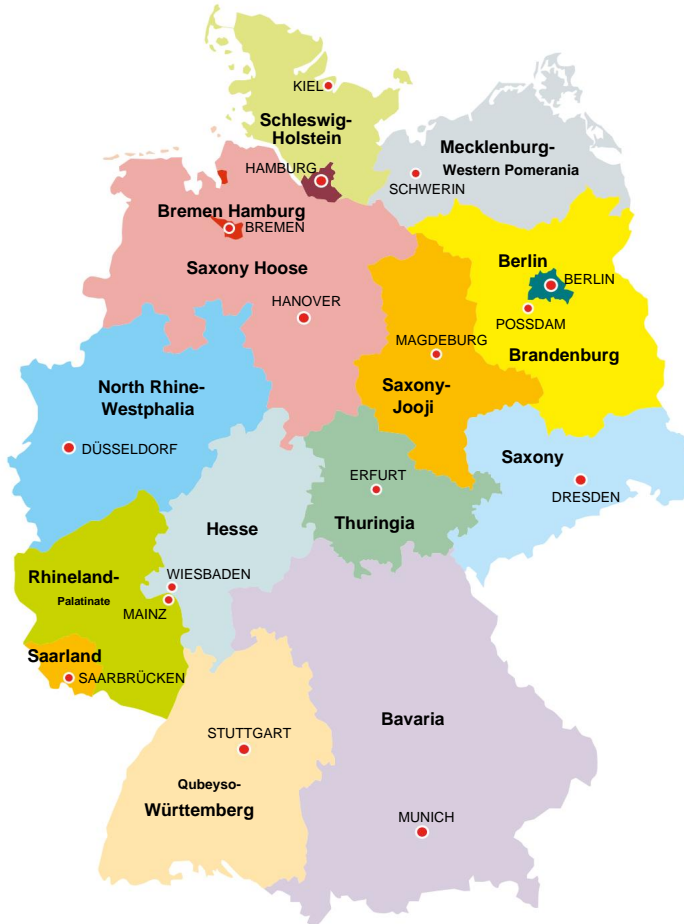 KIEL
Schleswig-
Holstein
Mecklenburg-
Western Pomerania
HAMBURG
SCHWERIN
Bremen Hamburg
BREMEN
Saxony Hoose
Berlin
BERLIN
HANOVER
POSSDAM
MAGDEBURG
Brandenburg
North Rhine-
Westphalia
Saxony-
Jooji
DÜSSELDORF
Saxony
ERFURT
DRESDEN
Hesse
Thuringia
Rhineland-
Palatinate
WIESBADEN
MAINZ
Saarland
SAARBRÜCKEN
Bavaria
STUTTGART
Qubeyso-
Württemberg
MUNICH